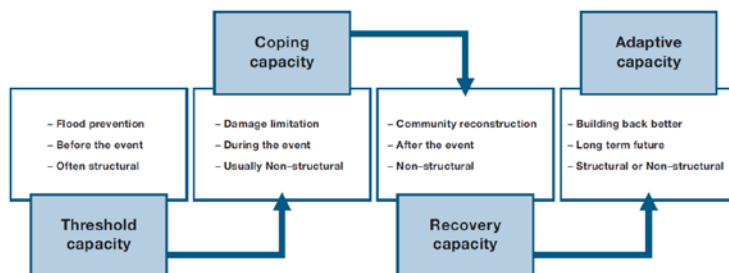 Coping
capacity
Adaptive
capacity
– Flood prevention
– Before the event
– Often structural
– Damage limitation
– During the event
– Usually Non–structural
– Community reconstruction
– After the event
– Non–structural
– Building back better
– Long term future
– Structural or Non–structural
Threshold
capacity
Recovery
capacity